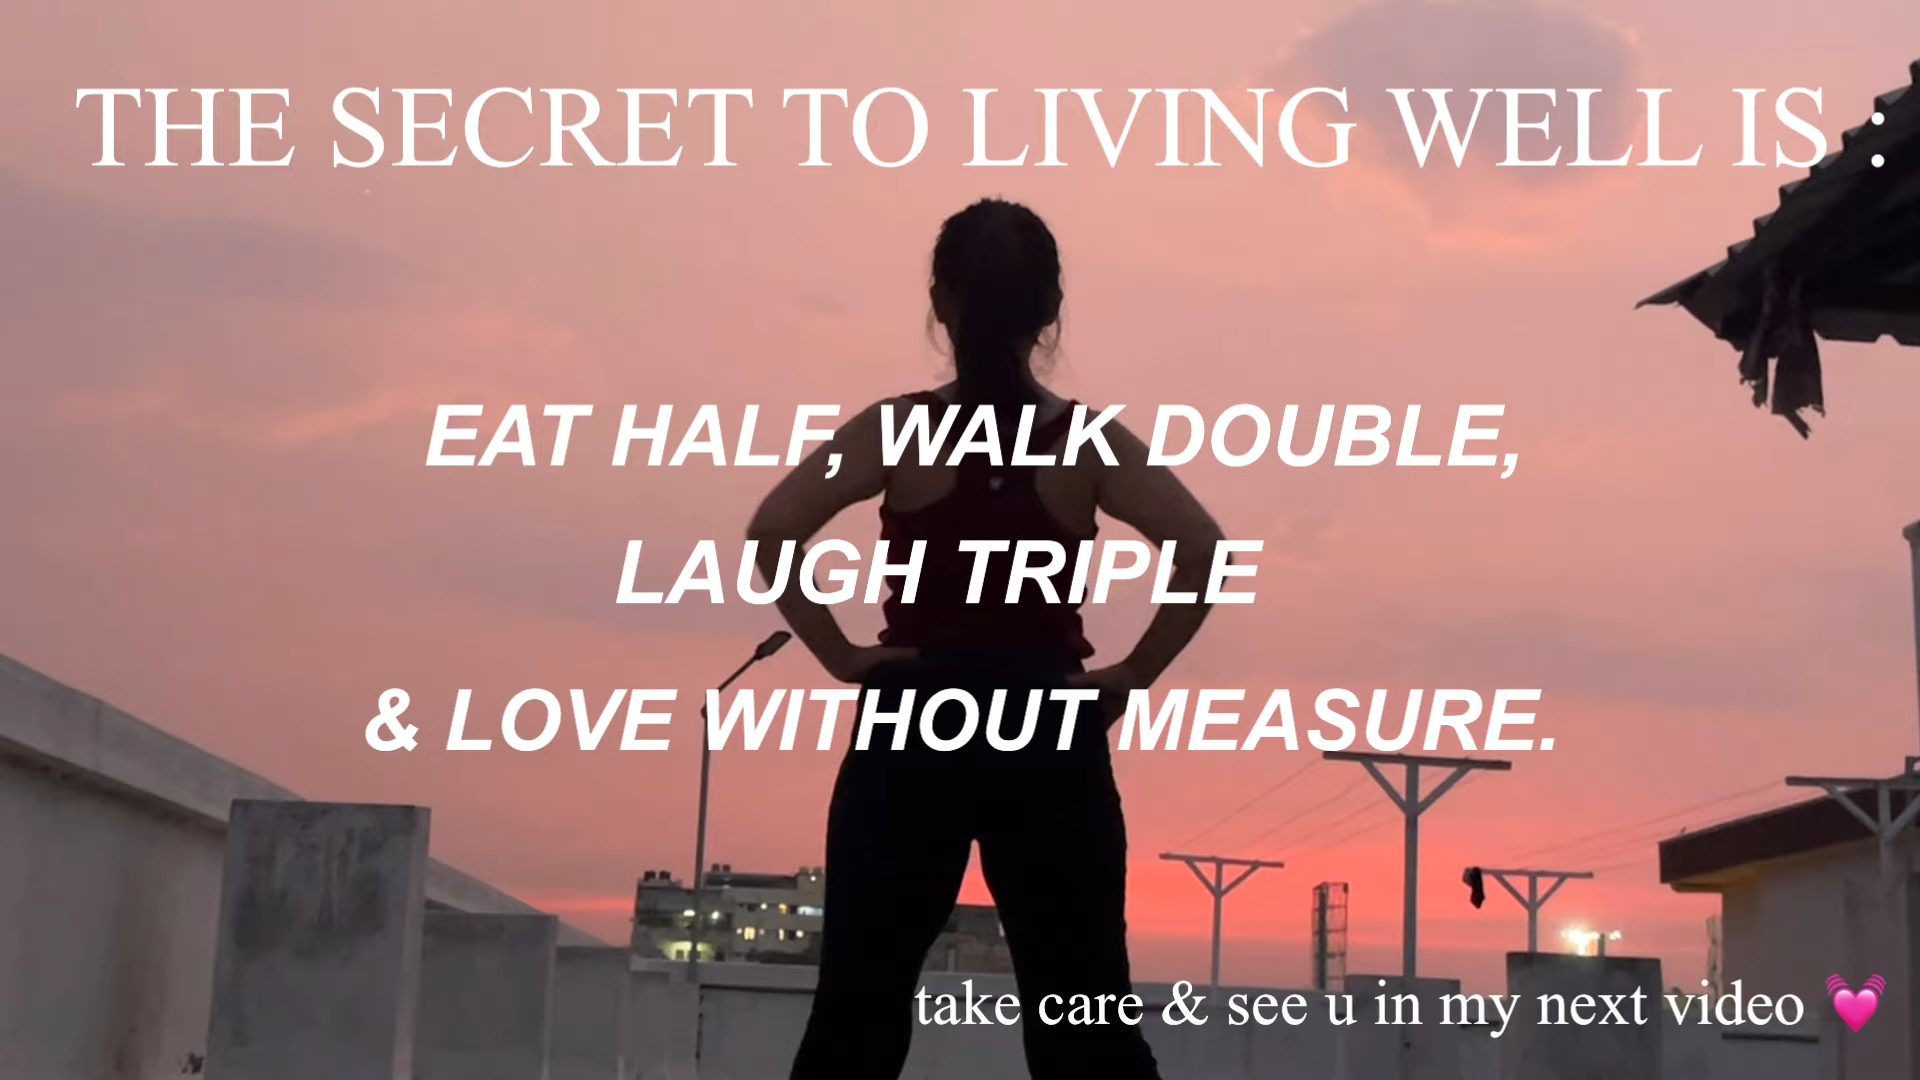 THE SECRET TO LIVING WELL IS :
EAT HALF, WALK DOUBLE,
LAUGH TRIPLE
& LOVE WITHOUT MEASURE.
take care & see u in my next video 💓